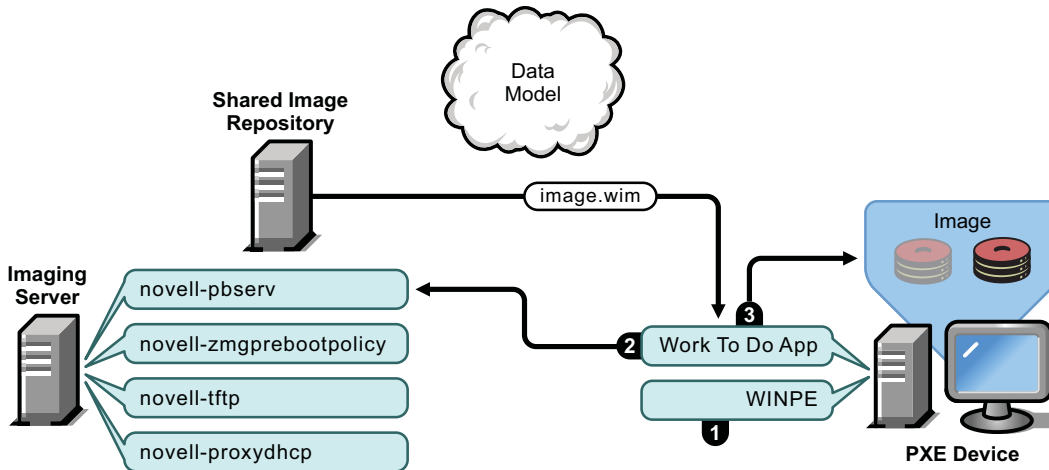 Data
Model
Shared Image
Repository
image.wim
Image
Imaging
Server
novell-pbserv
novell-zmgprebootpolicy
novell-tftp
novell-proxydhcp
3
2
Work To Do App
WINPE
1
PXE Device